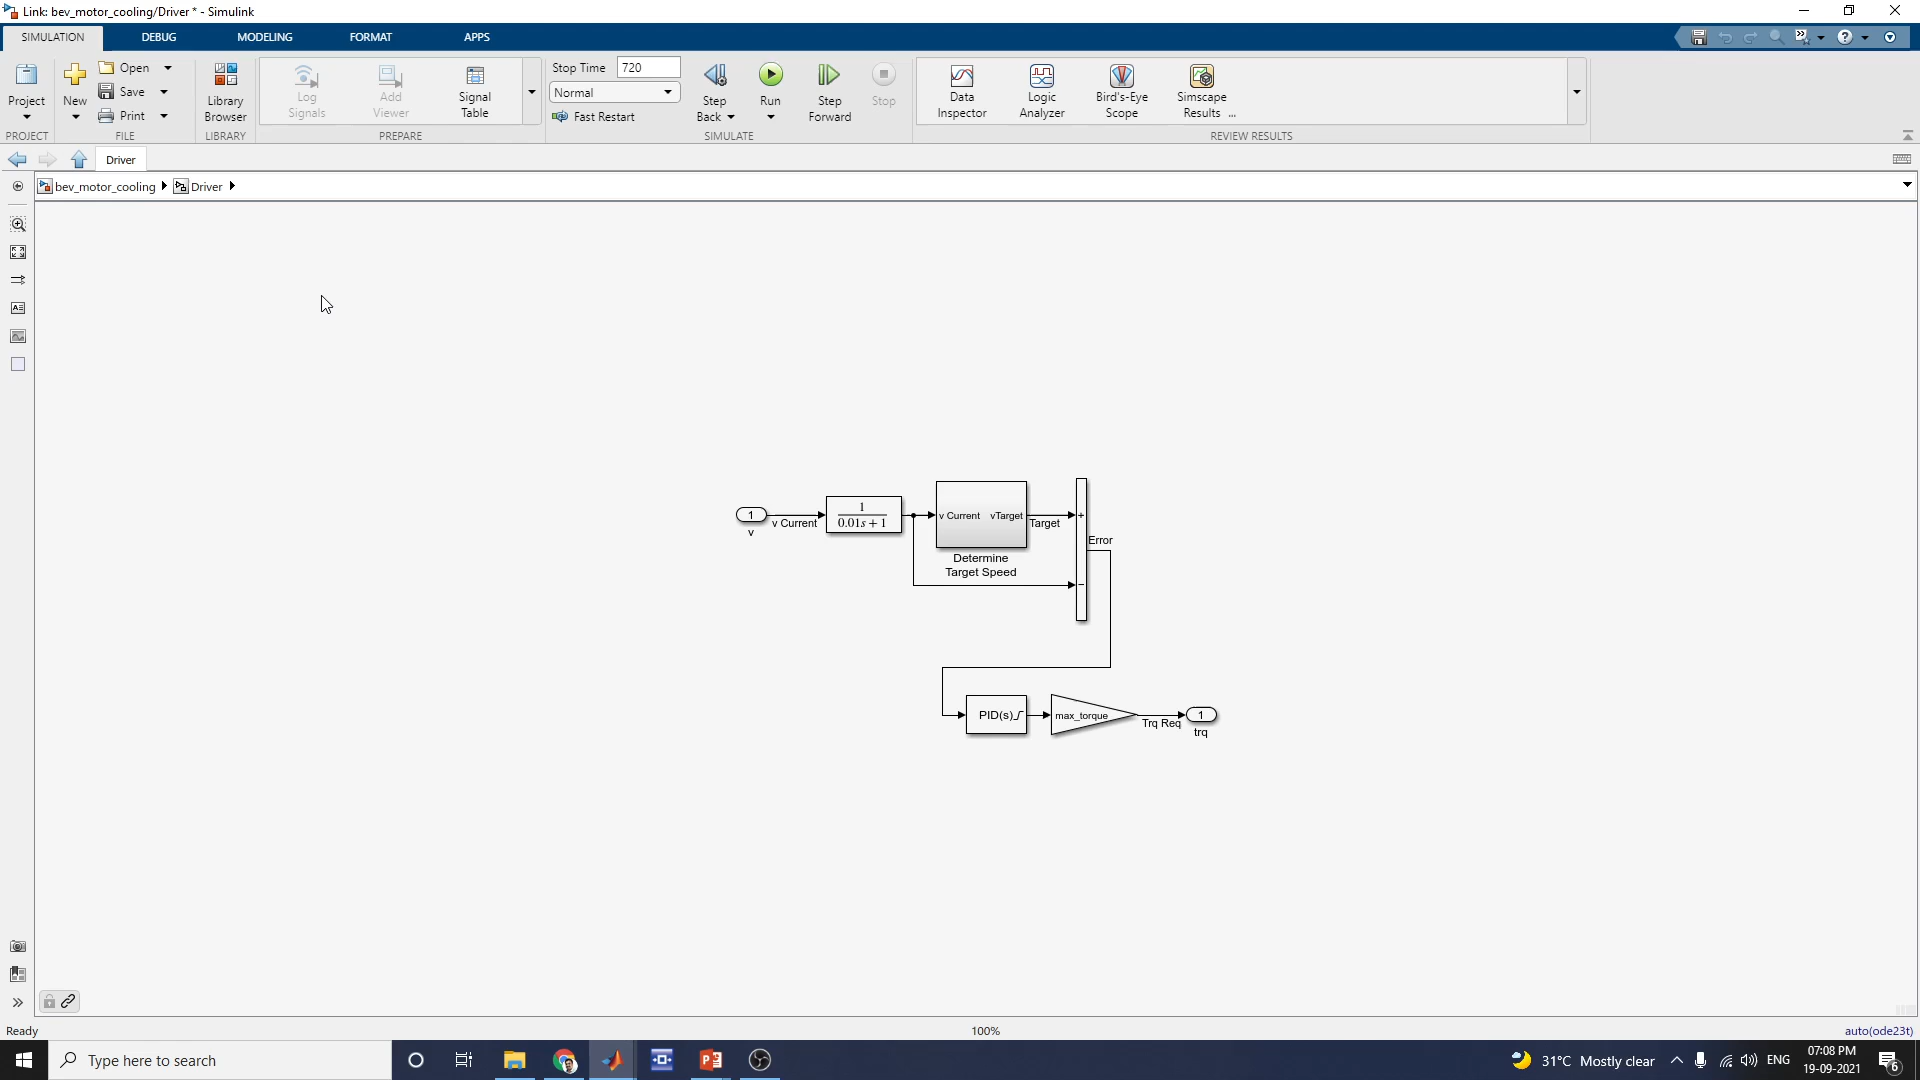 Link: bev_motor_cooling/Driver * - Simulink
SIMULATION DEBUG MODELING FORMAT APPS
Project
PROJECT
New
Open
Save
Print
FILE
Library
Browser
LIBRARY
Log
Signals
Add
Viewer
Signal
Table
PREPARE
Stop Time 720
Normal
Fast Restart
Step
Back
Run
Step
Forward
Stop
SIMULATE
Data
Inspector
Logic
Analyzer
Bird's-Eye
Scope
Simscape
Results ...
REVIEW RESULTS
Driver
bev_motor_cooling Driver
1
v
v Current
1
0.01s + 1
v Current vTarget
Determine
Target Speed
Target
+
−
Error
PID(s)
max_torque
Trq Req
1
trq
Ready
100%
auto(ode23t)
Type here to search
31°C Mostly clear
ENG
07:08 PM
19-09-2021
6